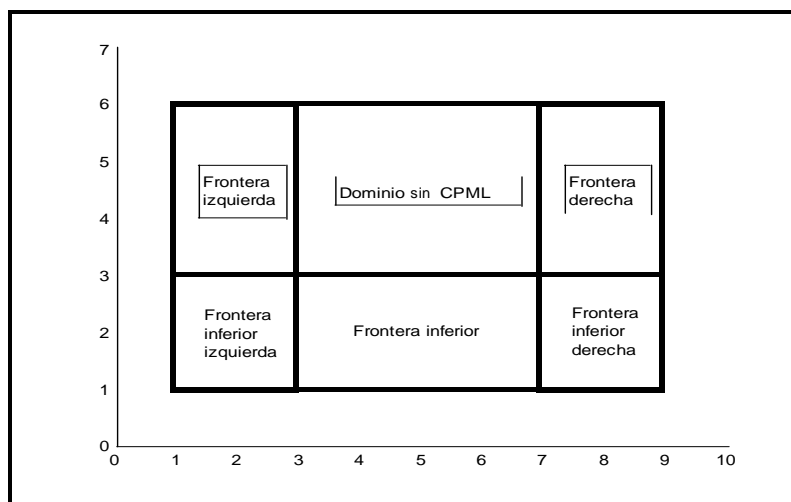 7
6
5
4
3
2
1
0
Frontera
izquierda
Dominio sin CPML
Frontera
derecha
Frontera
inferior
izquierda
Frontera inferior
Frontera
inferior
derecha
0 1 2 3 4 5 6 7 8 9 10